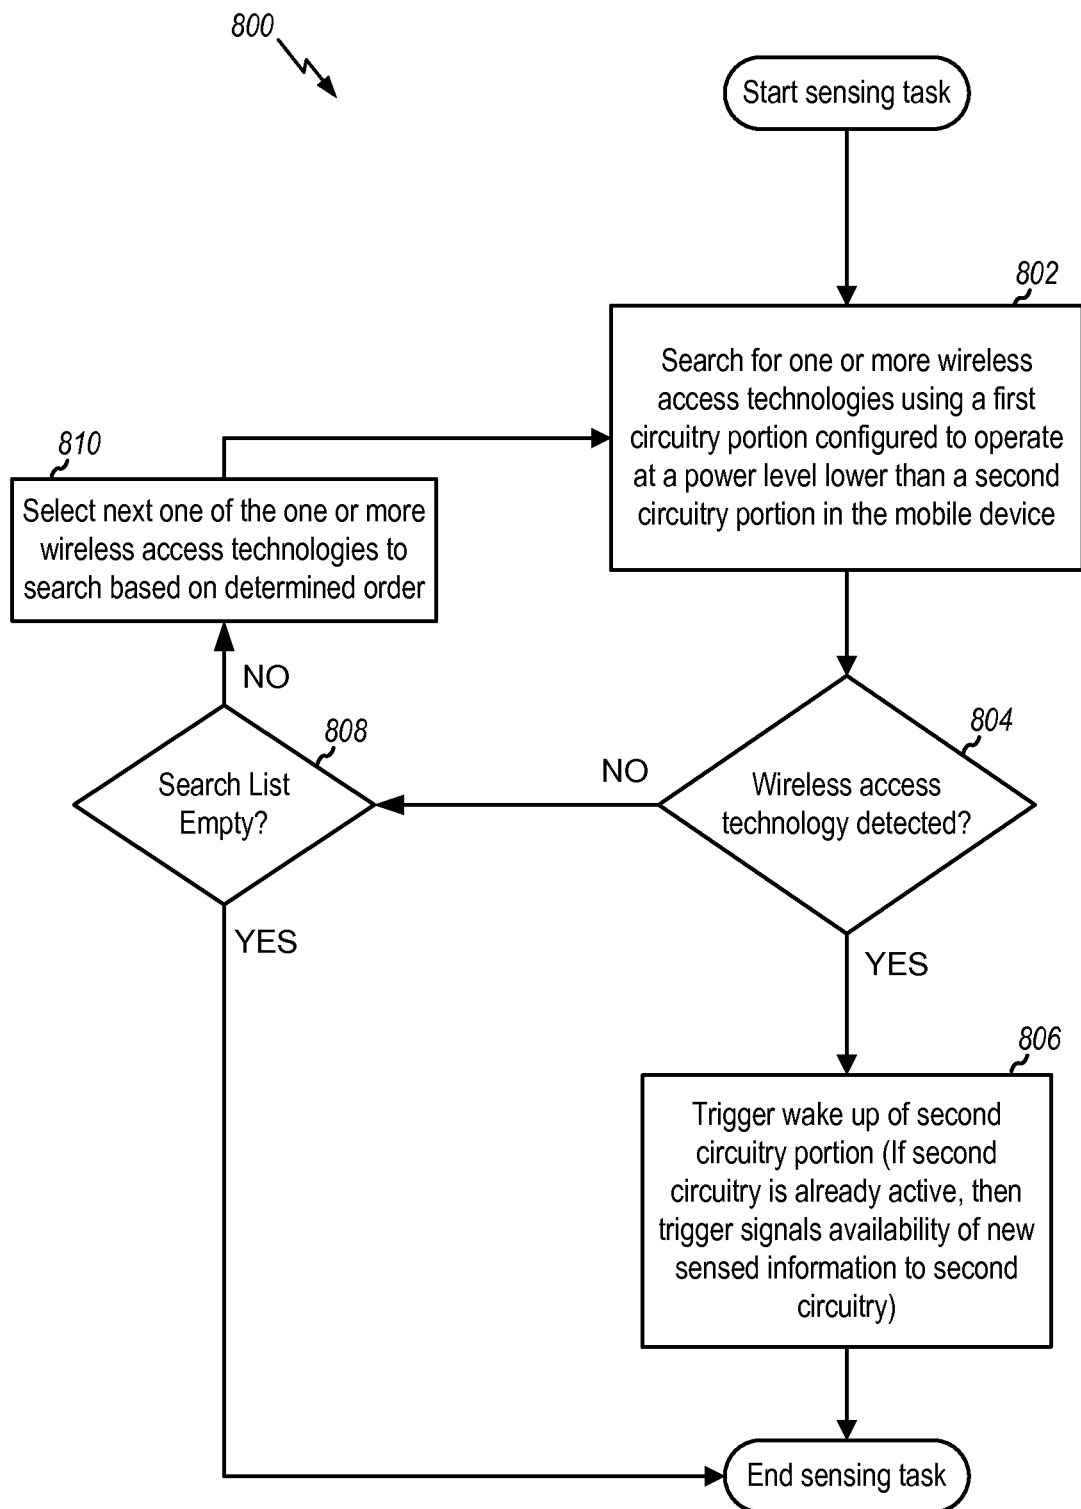 800
Start sensing task
802
Search for one or more wireless
access technologies using a first
circuitry portion configured to operate
at a power level lower than a second
circuitry portion in the mobile device
810
Select next one of the one or more
wireless access technologies to
search based on determined order
NO
808
Search List
Empty?
YES
804
NO
Wireless access
technology detected?
YES
806
Trigger wake up of second
circuitry portion (If second
circuitry is already active, then
trigger signals availability of new
sensed information to second
circuitry)
End sensing task